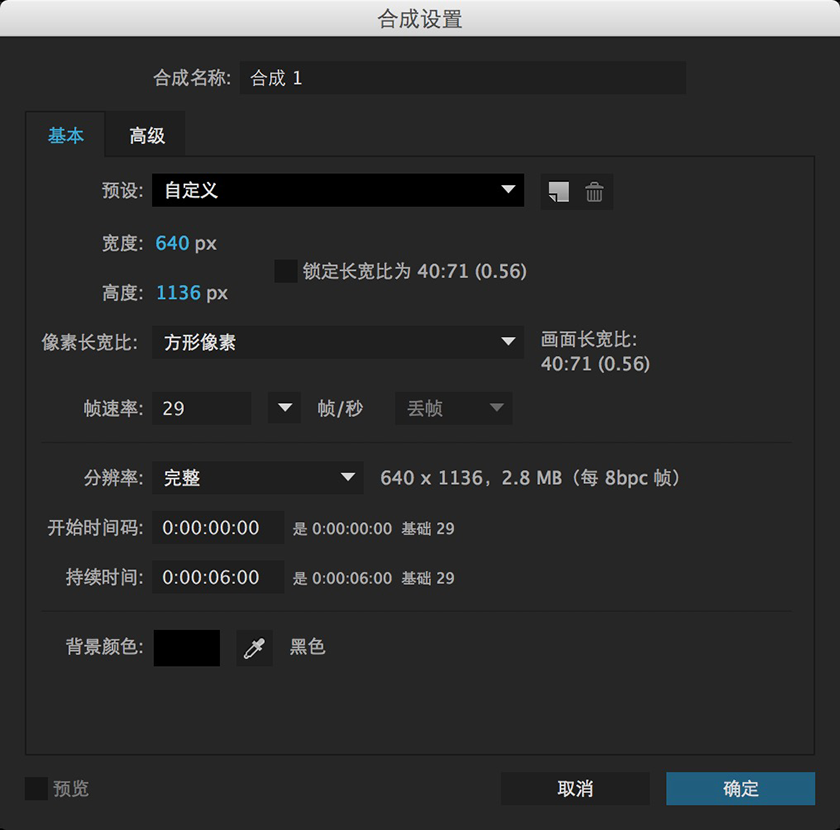 合成设置
合成名称: 合成 1
基本 高级
预设: 自定义
宽度: 640 px
锁定长宽比为 40:71 (0.56)
高度: 1136 px
像素长宽比: 方形像素 画面长宽比:
40:71 (0.56)
帧速率: 29 帧/秒 丢帧
分辨率: 完整 640 x 1136，2.8 MB（每 8bpc 帧）
开始时间码: 0:00:00:00 是 0:00:00:00 基础 29
持续时间: 0:00:06:00 是 0:00:06:00 基础 29
背景颜色: 黑色
预览 取消 确定